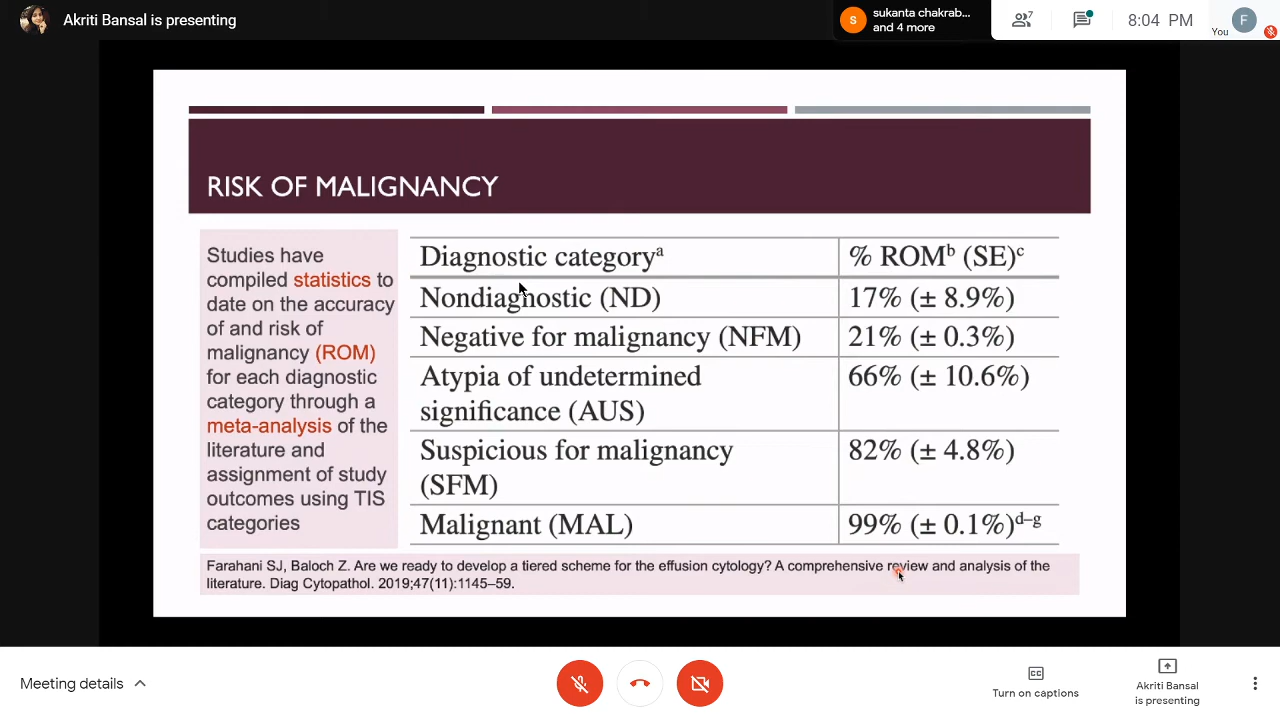 Akriti Bansal is presenting
S
sukanta chakrab...
and 4 more
7
8:04 PM
You
F
RISK OF MALIGNANCY
Studies have
compiled statistics to
date on the accuracy
of and risk of
malignancy (ROM)
for each diagnostic
category through a
meta-analysis of the
literature and
assignment of study
outcomes using TIS
categories
Diagnostic categoryᵃ % ROMᵇ (SE)ᶜ
Nondiagnostic (ND) 17% (± 8.9%)
Negative for malignancy (NFM) 21% (± 0.3%)
Atypia of undetermined 66% (± 10.6%)
significance (AUS)
Suspicious for malignancy 82% (± 4.8%)
(SFM)
Malignant (MAL) 99% (± 0.1%)ᵈ⁻ᵍ
Farahani SJ, Baloch Z. Are we ready to develop a tiered scheme for the effusion cytology? A comprehensive review and analysis of the
literature. Diag Cytopathol. 2019;47(11):1145–59.
Meeting details
CC
Turn on captions
Akriti Bansal
is presenting